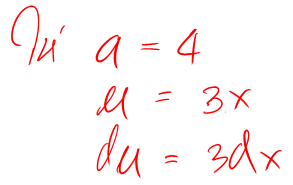 a = 4
u = 3x
du = 3dx